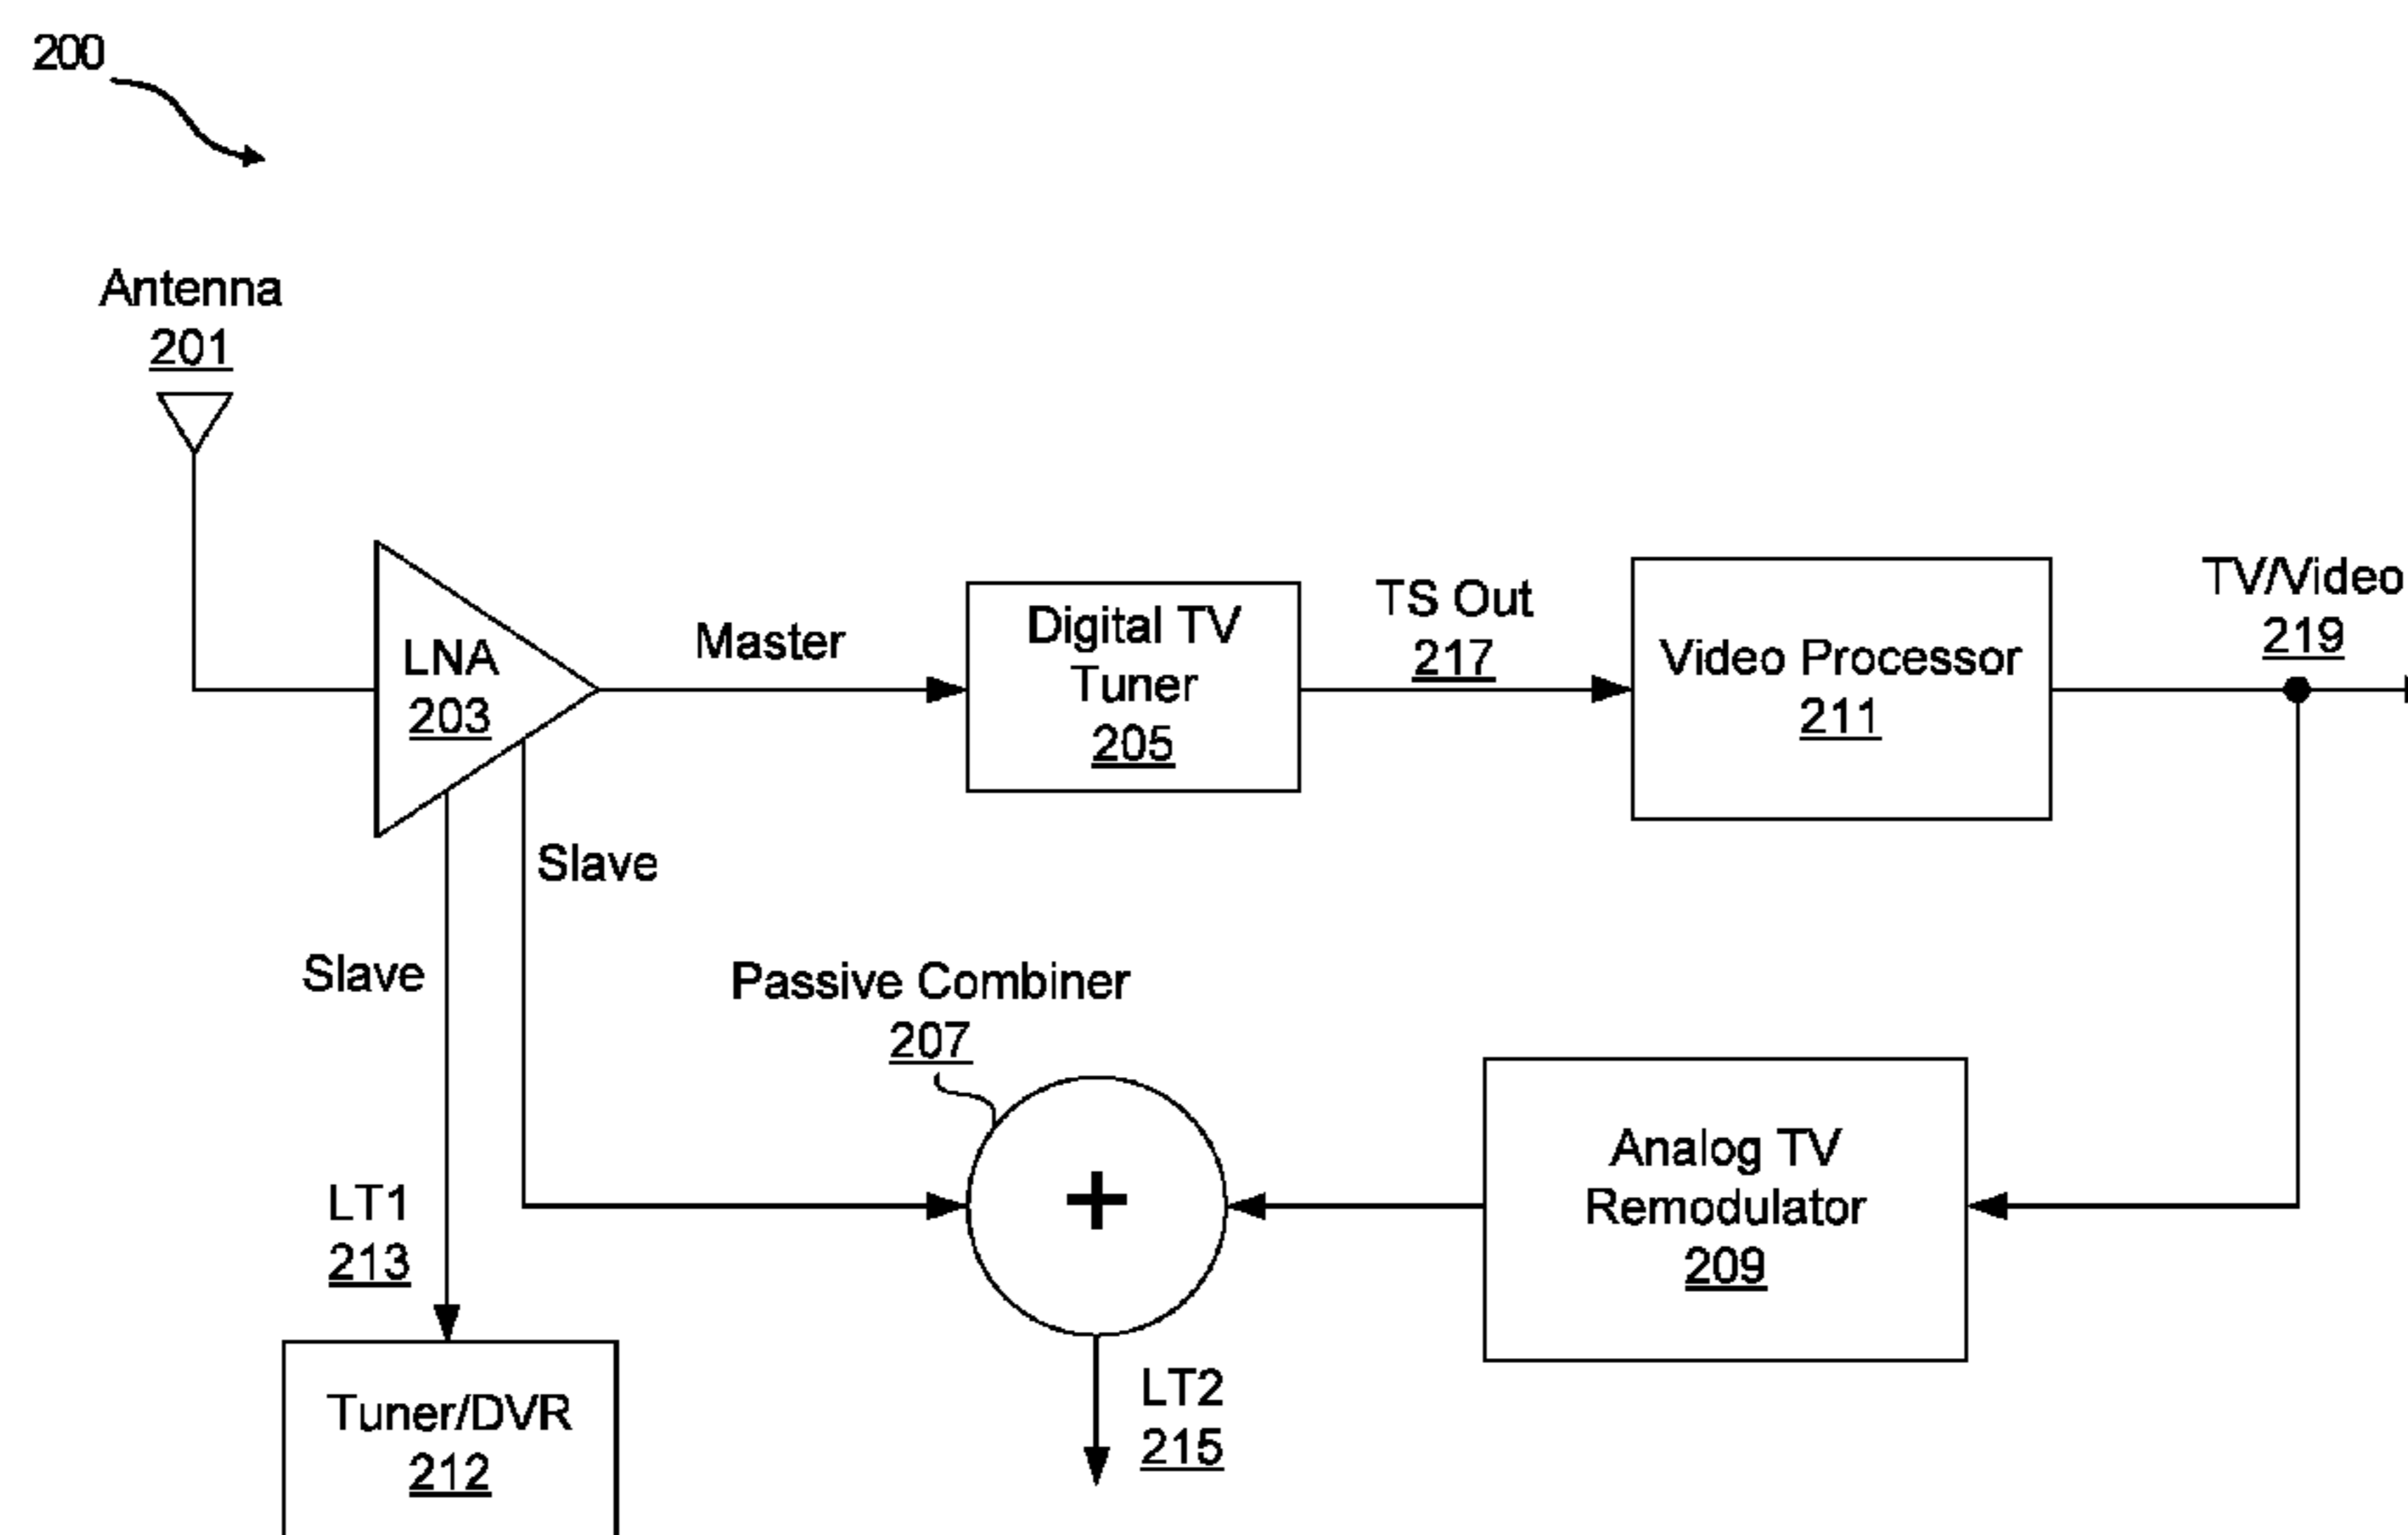 200
Antenna
201
LNA
203
Master
Digital TV
Tuner
205
TS Out
217
Video Processor
211
TV/Video
219
Slave
Slave
Passive Combiner
207
+
Analog TV
Remodulator
209
LT1
213
Tuner/DVR
212
LT2
215